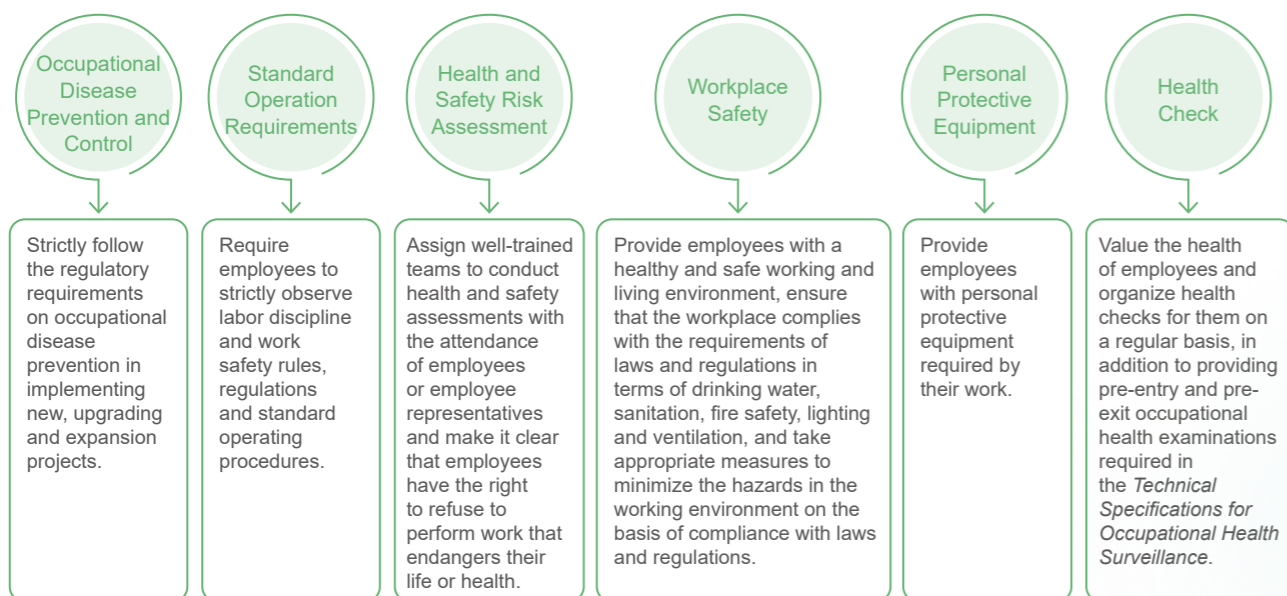 Occupational
Disease
Prevention and
Control
Strictly follow
the regulatory
requirements
on occupational
disease
prevention in
implementing
new, upgrading
and expansion
projects.
Standard
Operation
Requirements
Require
employees to
strictly observe
labor discipline
and work
safety rules,
regulations
and standard
operating
procedures.
Health and
Safety Risk
Assessment
Assign well-trained
teams to conduct
health and safety
assessments with
the attendance
of employees
or employee
representatives
and make it clear
that employees
have the right
to refuse to
perform work that
endangers their
life or health.
Workplace
Safety
Provide employees with a
healthy and safe working and
living environment, ensure
that the workplace complies
with the requirements of
laws and regulations in
terms of drinking water,
sanitation, fire safety, lighting
and ventilation, and take
appropriate measures to
minimize the hazards in the
working environment on the
basis of compliance with laws
and regulations.
Personal
Protective
Equipment
Provide
employees
with personal
protective
equipment
required by
their work.
Health
Check
Value the health
of employees and
organize health
checks for them on
a regular basis, in
addition to providing
pre-entry and pre-
exit occupational
health examinations
required in
the Technical
Specifications for
Occupational Health
Surveillance.